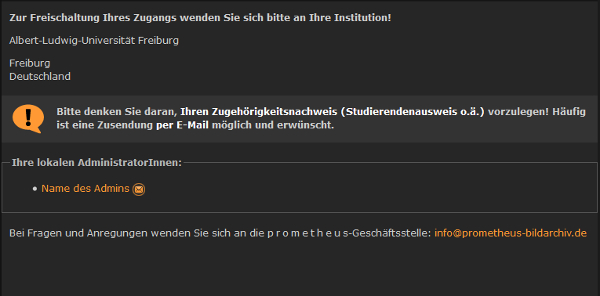 Zur Freischaltung Ihres Zugangs wenden Sie sich bitte an Ihre Institution!
Albert-Ludwig-Universität Freiburg
Freiburg
Deutschland
Bitte denken Sie daran, Ihren Zugehörigkeitsnachweis (Studierendenausweis o.ä.) vorzulegen! Häufig
ist eine Zusendung per E-Mail möglich und erwünscht.
Ihre lokalen AdministratorInnen:
• Name des Admins
Bei Fragen und Anregungen wenden Sie sich an die p r o m e t h e u s-Geschäftsstelle: info@prometheus-bildarchiv.de